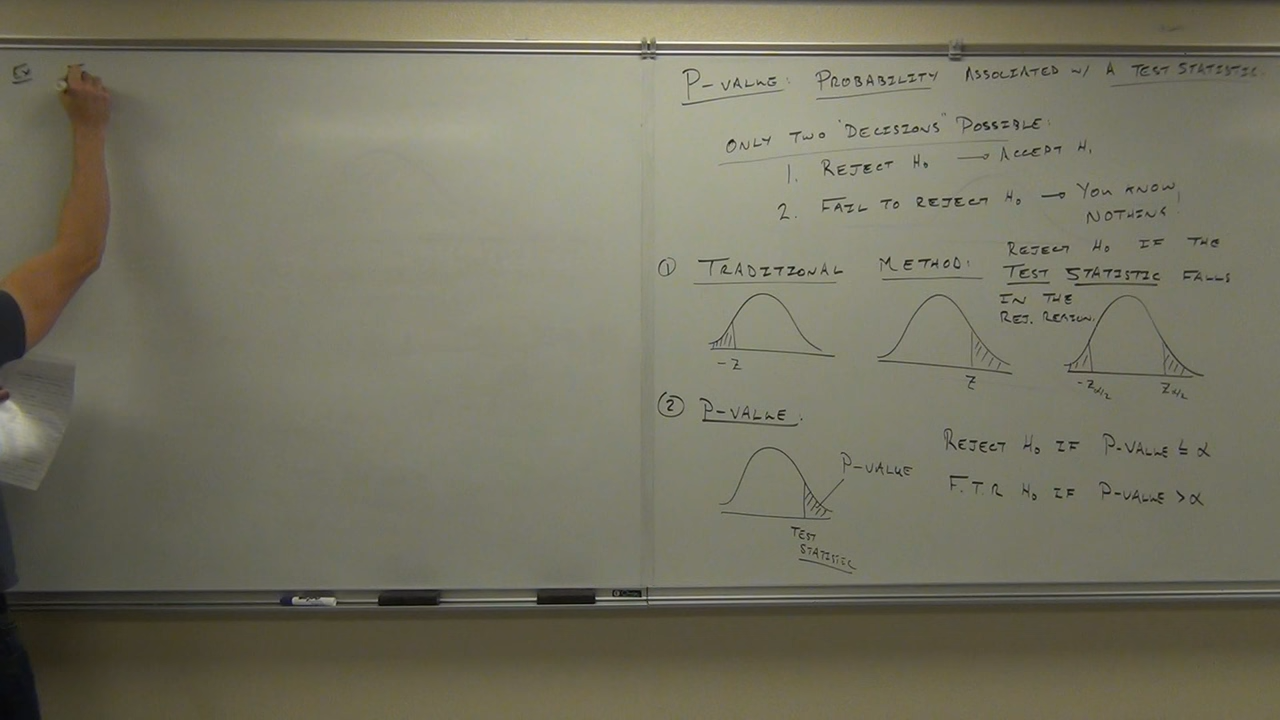 Ex
P-VALUE: PROBABILITY ASSOCIATED W/ A TEST STATISTIC.
ONLY TWO "DECISIONS" POSSIBLE:
1. REJECT H₀ → ACCEPT H₁
2. FAIL TO REJECT H₀ → YOU KNOW
NOTHING!
① TRADITIONAL METHOD: REJECT H₀ IF THE
TEST STATISTIC FALLS
IN THE
REJ. REGION.
-Z
Z
-Zα/2 Zα/2
② P-VALUE:
P-VALUE
TEST
STATISTIC
REJECT H₀ IF P-VALUE ≤ α
F.T.R H₀ IF P-VALUE > α